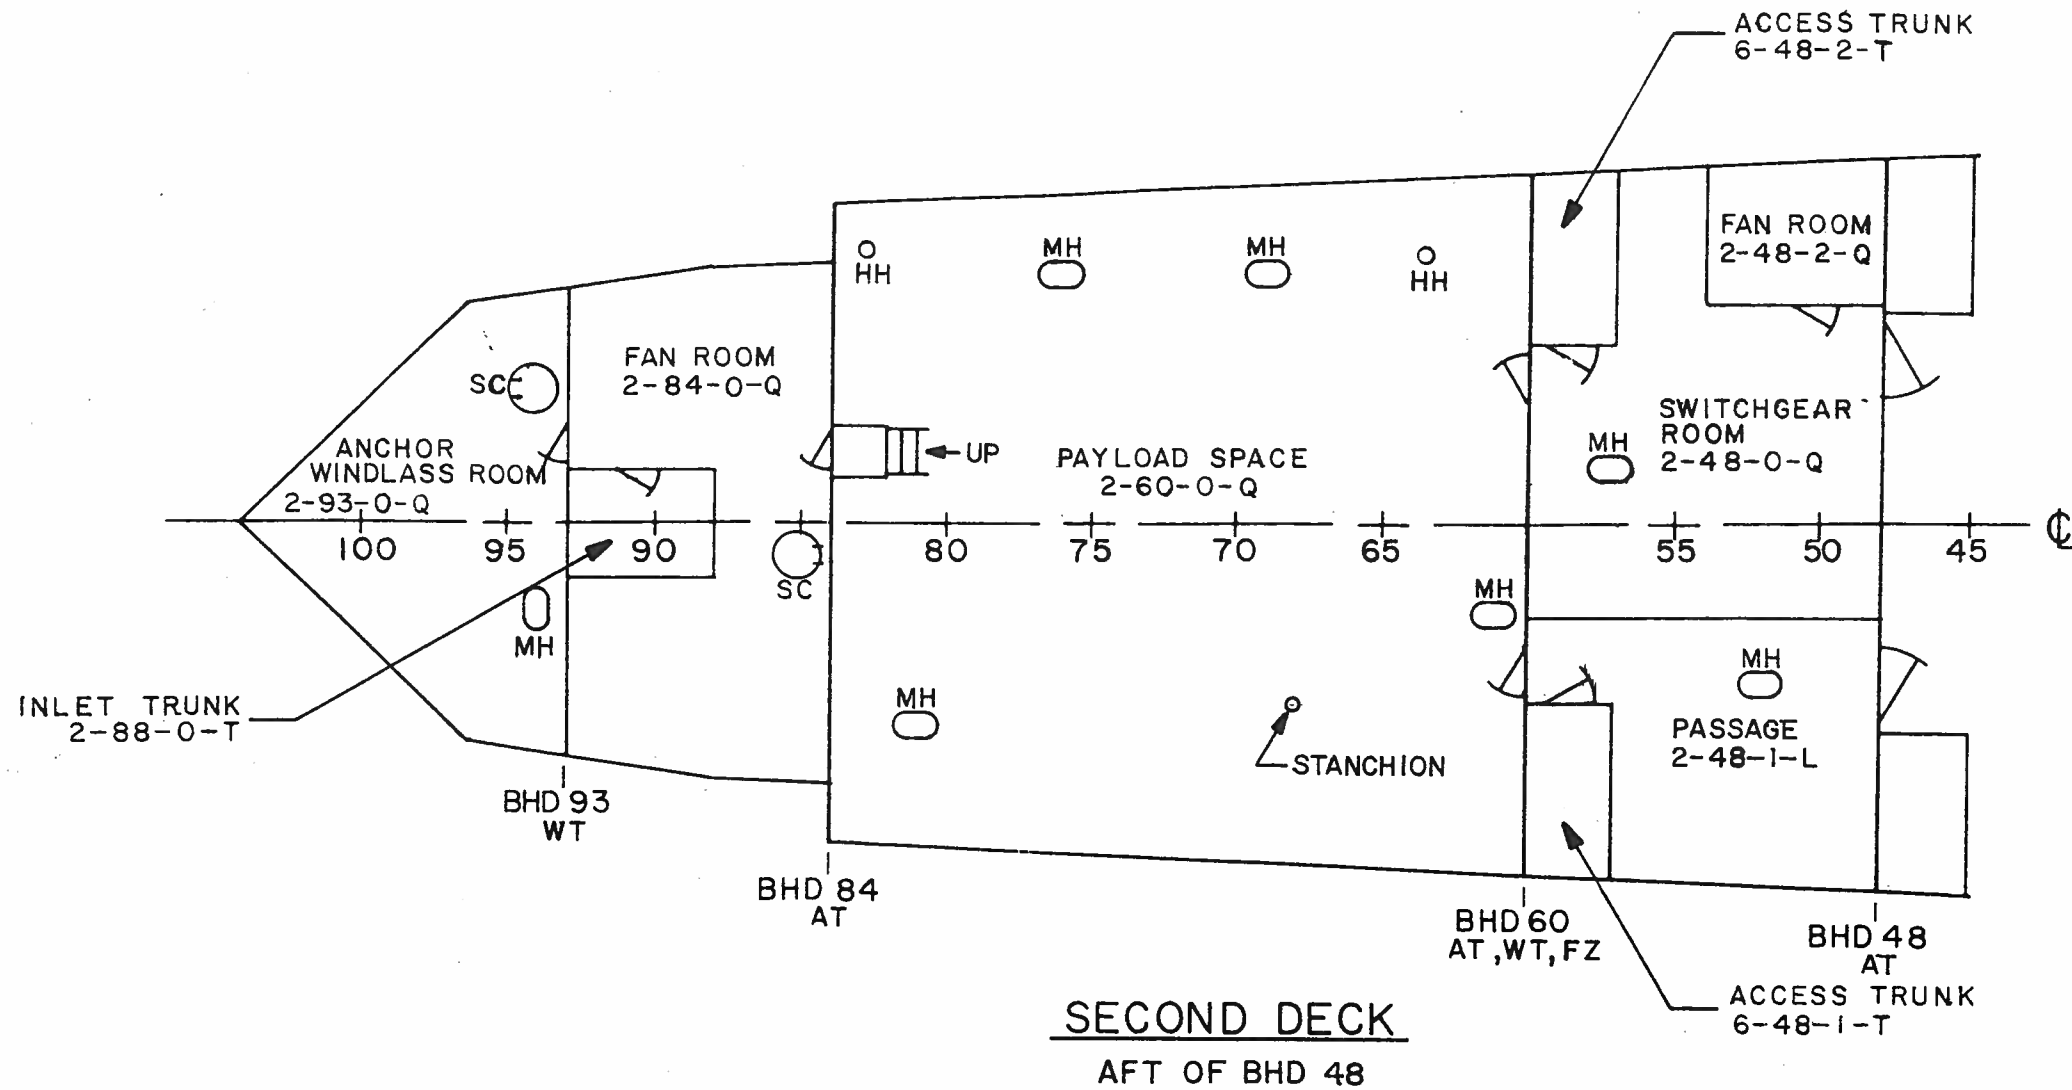 ACCESS TRUNK
6-48-2-T
FAN ROOM
2-48-2-Q
MH
MH
HH
HH
FAN ROOM
2-84-0-Q
SC
SWITCHGEAR
ROOM
2-48-0-Q
MH
ANCHOR
WINDLASS ROOM
2-93-0-Q
UP
PAYLOAD SPACE
2-60-0-Q
100
95
90
80
75
70
65
55
50
45
℄
SC
MH
MH
MH
MH
INLET TRUNK
2-88-0-T
PASSAGE
2-48-1-L
STANCHION
BHD 93
WT
BHD 84
AT
BHD 60
AT, WT, FZ
BHD 48
AT
ACCESS TRUNK
6-48-1-T
SECOND DECK
AFT OF BHD 48